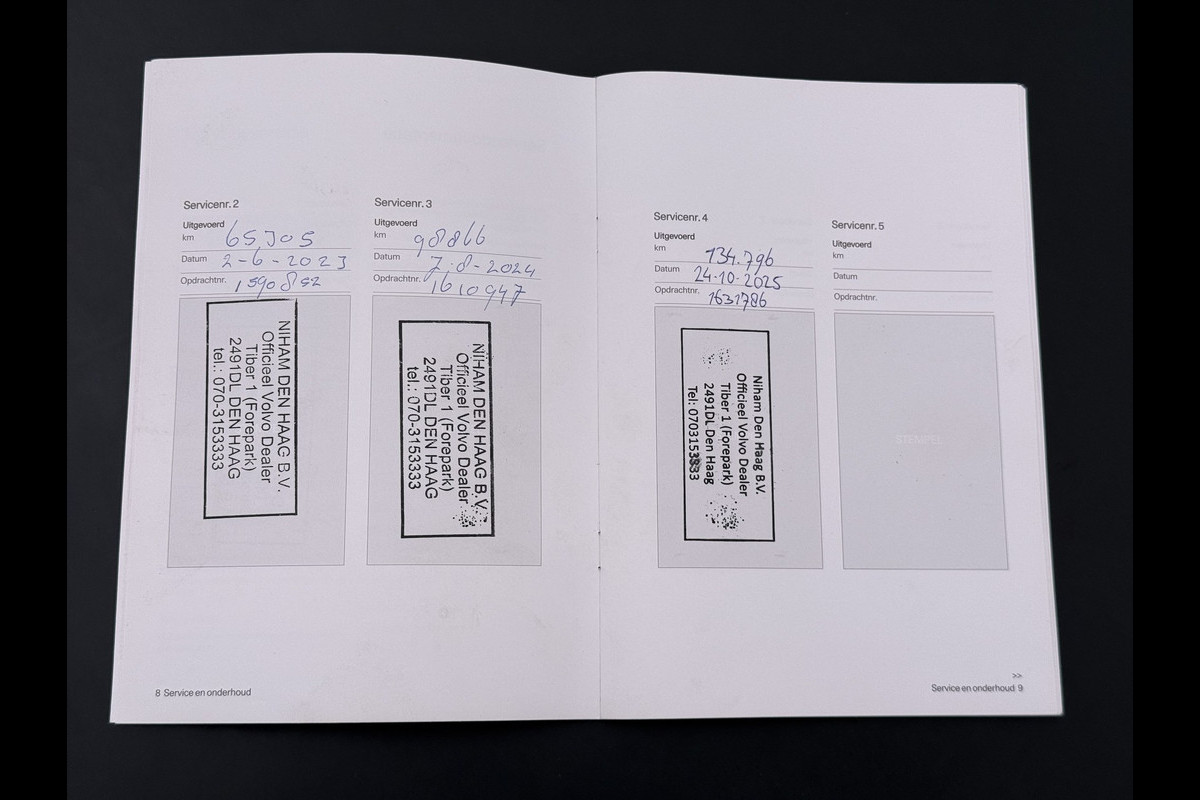 Servicenr. 2
Uitgevoerd
km 65.305
Datum 2-6-2023
Opdrachtnr. 1590852
NIHAM DEN HAAG B.V.
Officieel Volvo Dealer
Tiber 1 (Forepark)
2491DL DEN HAAG
tel.: 070-3153333
Servicenr. 3
Uitgevoerd
km 98866
Datum 7-8-2024
Opdrachtnr. 1610947
NIHAM DEN HAAG B.V.
Officieel Volvo Dealer
Tiber 1 (Forepark)
2491DL DEN HAAG
tel.: 070-3153333
8 Service en onderhoud
Servicenr. 4
Uitgevoerd
km 134.796
Datum 24-10-2025
Opdrachtnr. 1631786
Niham Den Haag B.V.
Officieel Volvo Dealer
Tiber 1 (Forepark)
2491DL Den Haag
Tel: 0703153333
Servicenr. 5
Uitgevoerd
km
Datum
Opdrachtnr.
STEMPEL
>>
Service en onderhoud 9